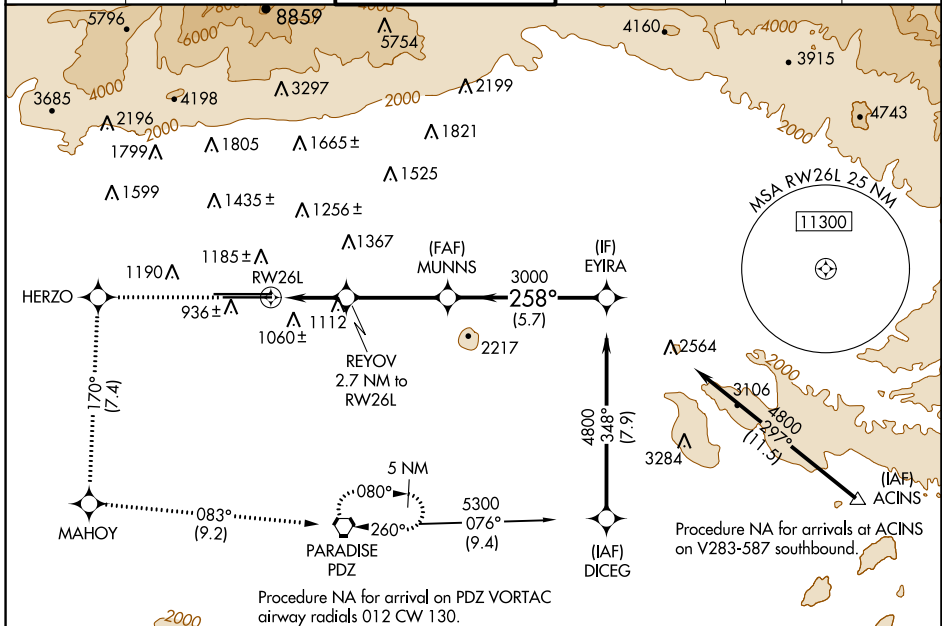 5796
6000
8859
4000
5754
4160
4000
3915
3685
4000
4198
3297
2000
2199
4743
2196
2000
2000
1799
1805
1665 ±
1821
1525
1599
1435 ±
1256 ±
MSA RW26L 25 NM
11300
1367
1185 ±
1190
RW26L
(FAF)
MUNNS
(IF)
EYIRA
3000
258°
(5.7)
HERZO
936 ±
1060 ±
1112
2217
REYOV
2.7 NM to
RW26L
2564
2000
3106
4800
297°
(11.5)
170°
(7.4)
4800
348°
(7.9)
3284
(IAF)
ACINS
5 NM
080°
260°
5300
076°
(9.4)
MAHOY
083°
(9.2)
PARADISE
PDZ
(IAF)
DICEG
Procedure NA for arrivals at ACINS
on V283-587 southbound.
Procedure NA for arrival on PDZ VORTAC
airway radials 012 CW 130.
2000